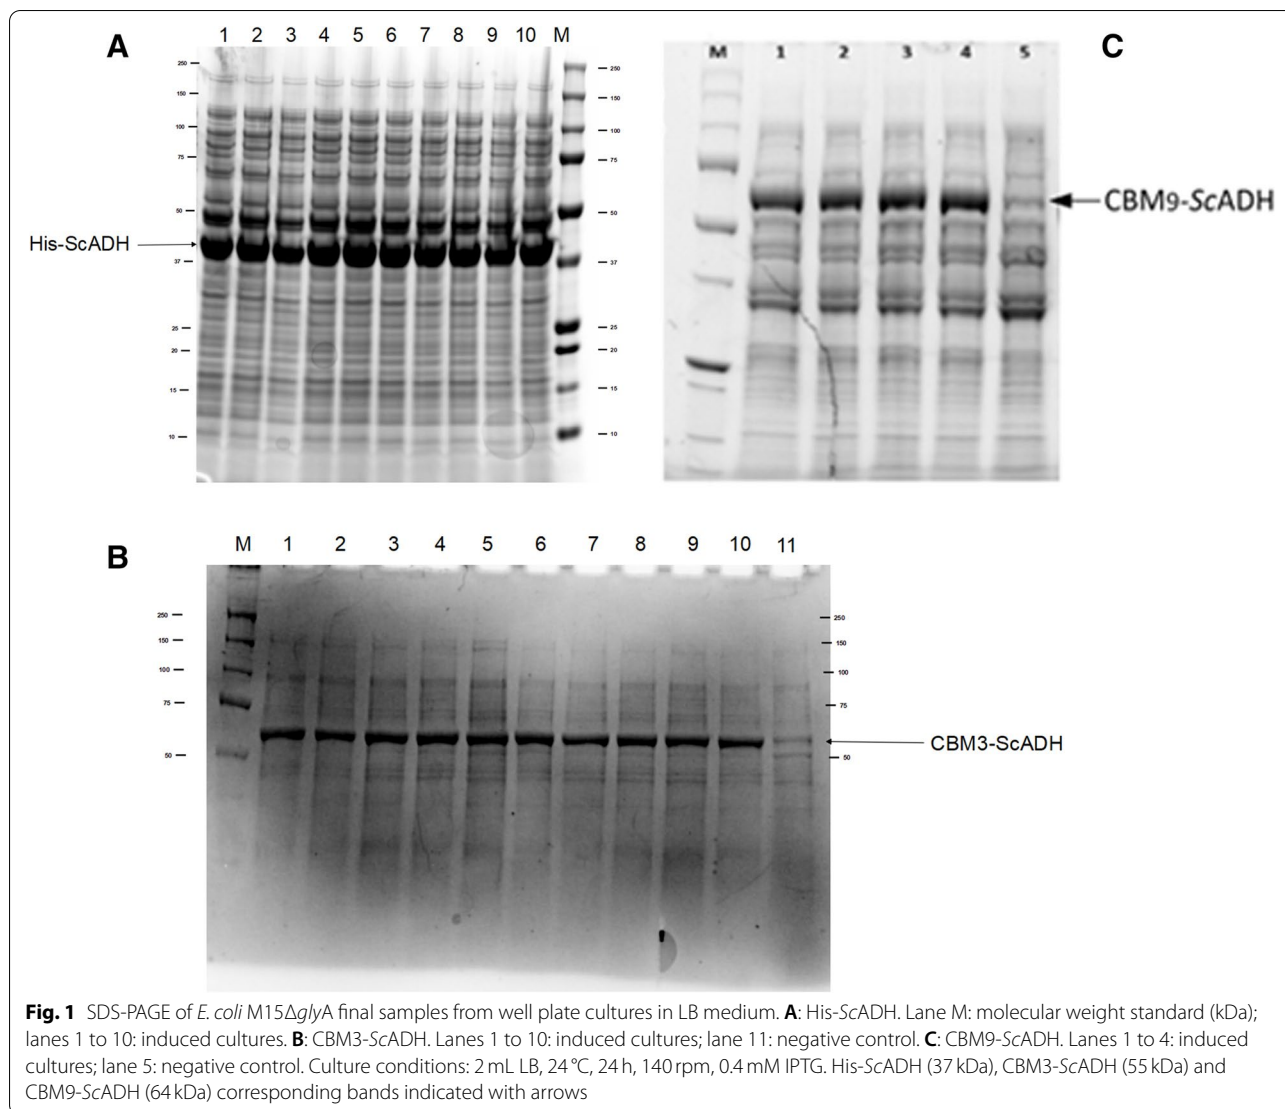 A
1 2 3 4 5 6 7 8 9 10 M
250
150
100
75
50
His-ScADH
37
25
20
15
10
250
150
100
75
50
37
25
20
15
10
C
M 1 2 3 4 5
CBM9-ScADH
B
M 1 2 3 4 5 6 7 8 9 10 11
250
150
100
75
50
250
150
100
75
CBM3-ScADH
50
Fig. 1 SDS-PAGE of E. coli M15ΔglyA final samples from well plate cultures in LB medium. A: His-ScADH. Lane M: molecular weight standard (kDa);
lanes 1 to 10: induced cultures. B: CBM3-ScADH. Lanes 1 to 10: induced cultures; lane 11: negative control. C: CBM9-ScADH. Lanes 1 to 4: induced
cultures; lane 5: negative control. Culture conditions: 2 mL LB, 24 °C, 24 h, 140 rpm, 0.4 mM IPTG. His-ScADH (37 kDa), CBM3-ScADH (55 kDa) and
CBM9-ScADH (64 kDa) corresponding bands indicated with arrows